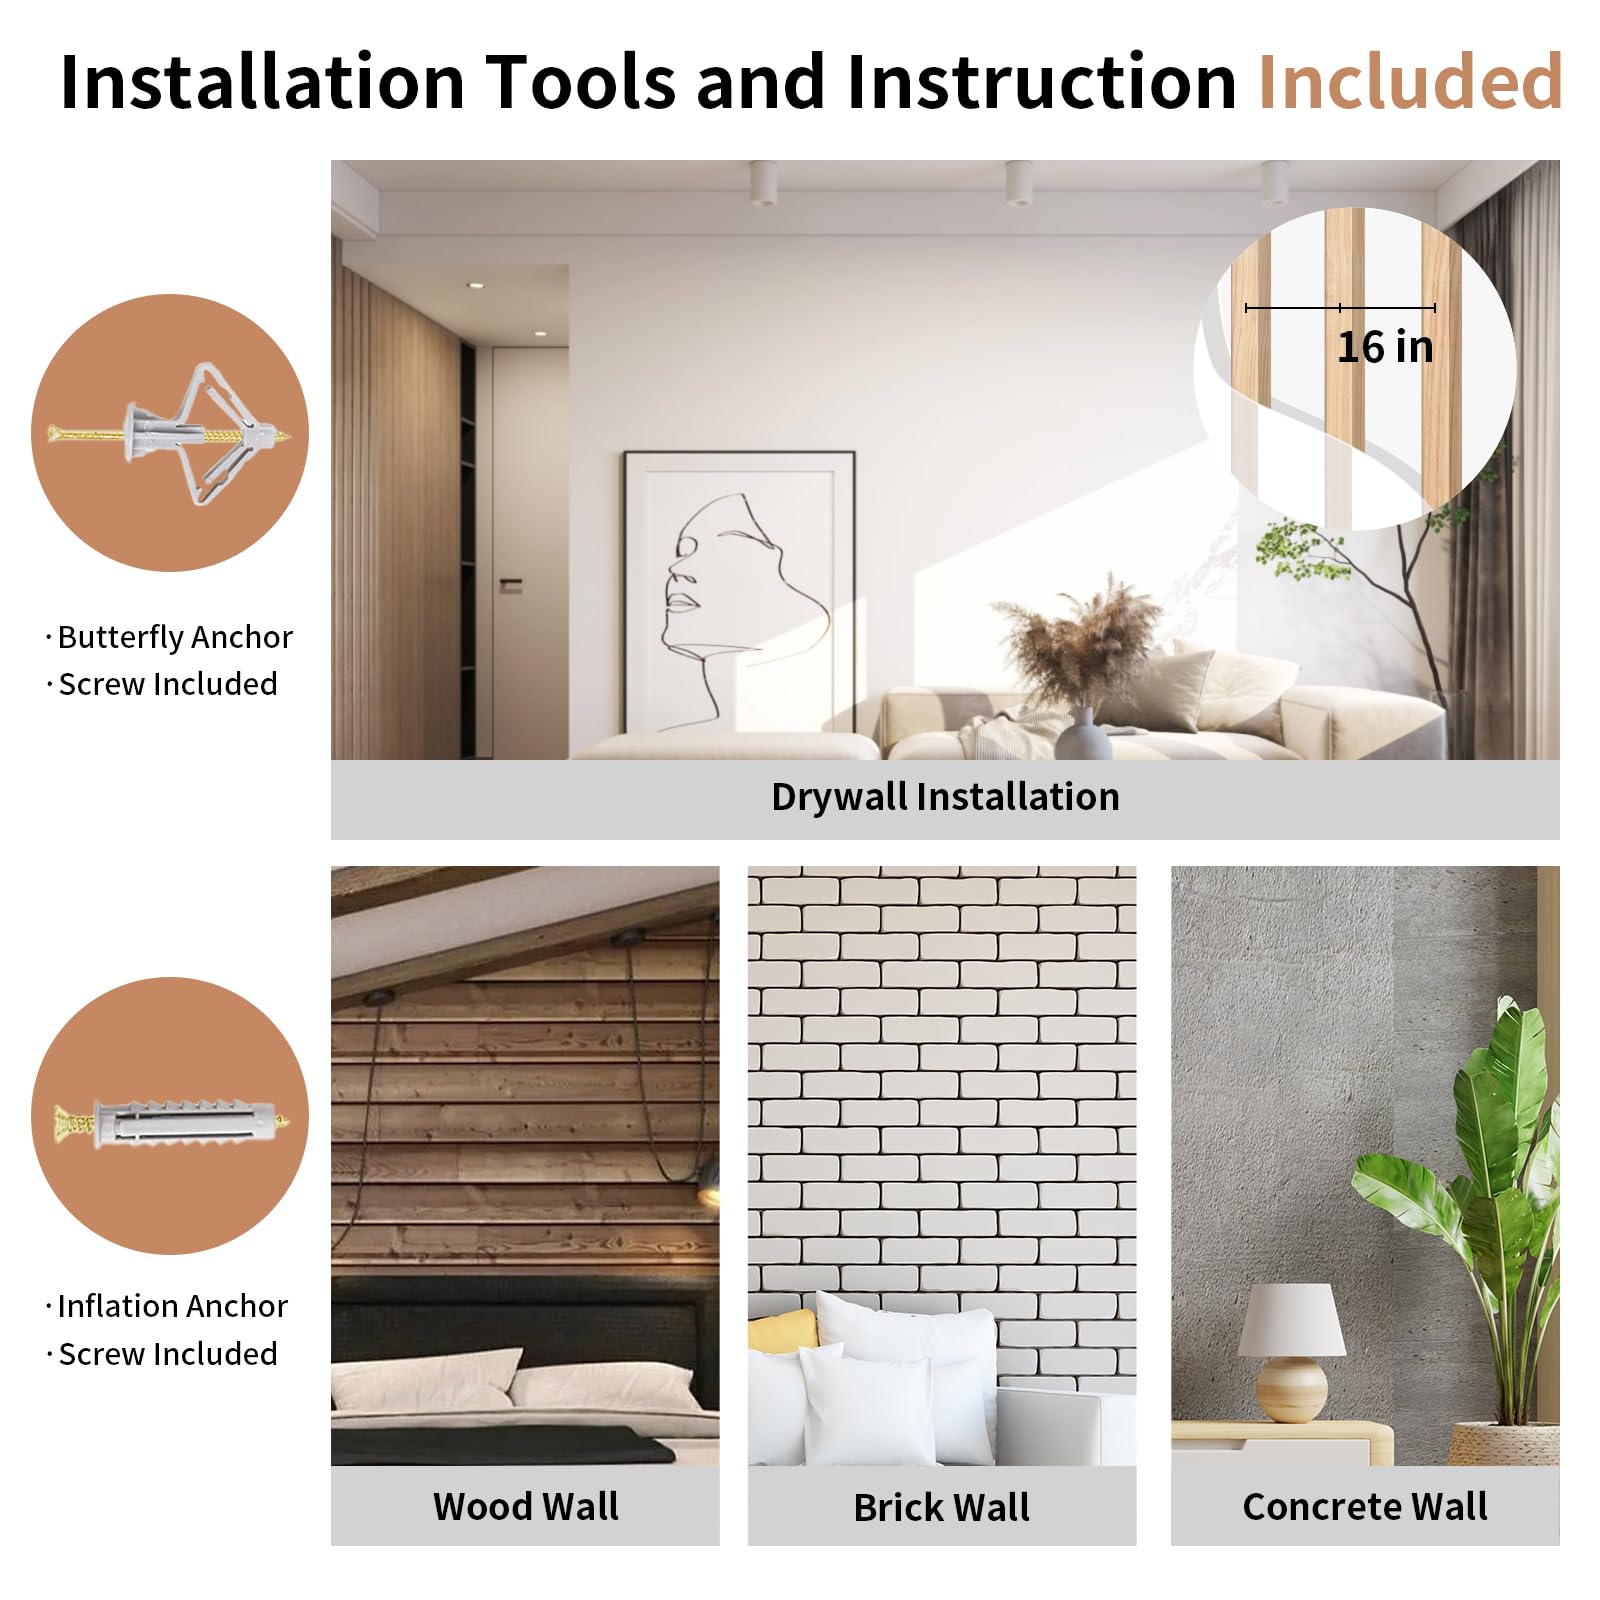 Installation Tools and Instruction Included
16 in
·Butterfly Anchor
·Screw Included
Drywall Installation
·Inflation Anchor
·Screw Included
Wood Wall
Brick Wall
Concrete Wall